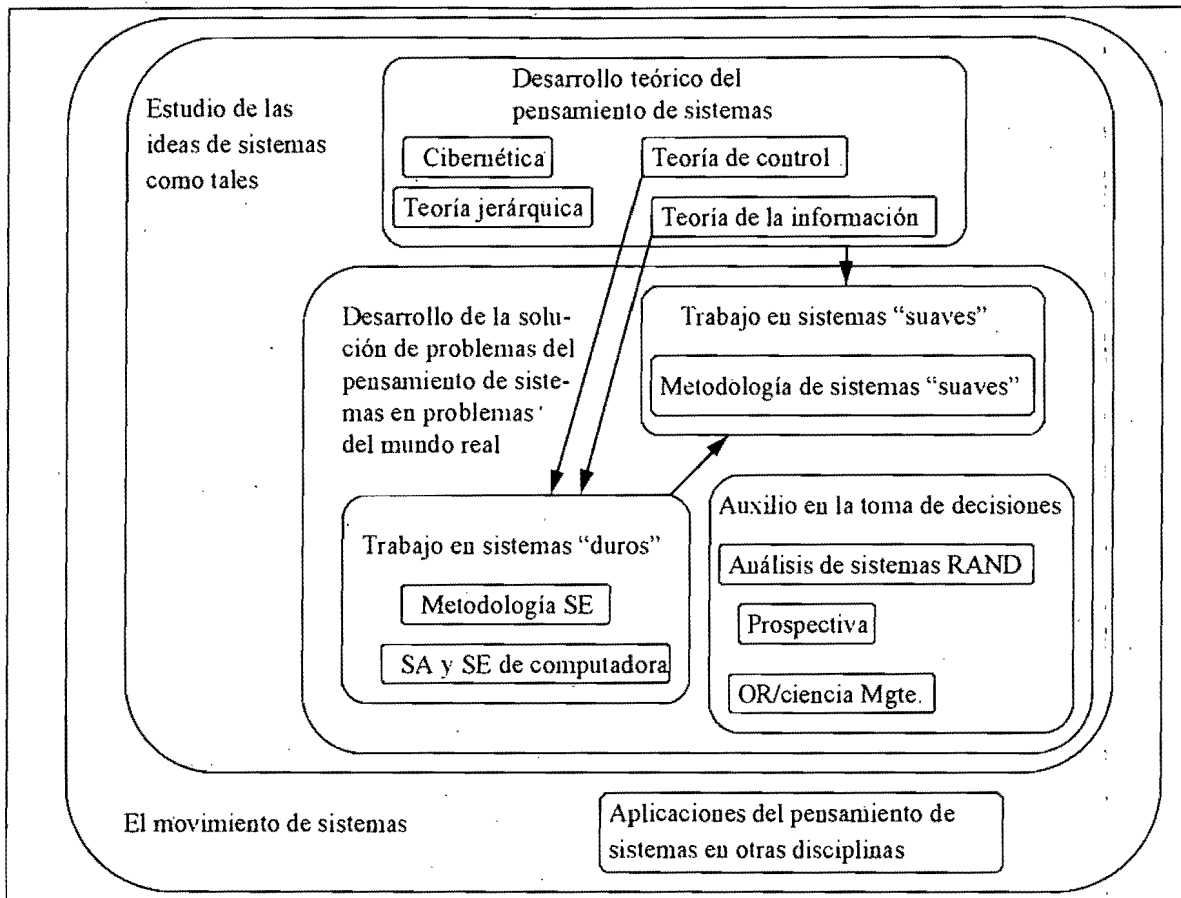 Desarrollo teórico del
pensamiento de sistemas
Estudio de las
ideas de sistemas
como tales
Cibernética
Teoría de control
Teoría jerárquica
Teoría de la información
Desarrollo de la solu-
ción de problemas del
pensamiento de siste-
mas en problemas
del mundo real
Trabajo en sistemas “suaves”
Metodología de sistemas “suaves”
Trabajo en sistemas “duros”
Metodología SE
SA y SE de computadora
Auxilio en la toma de decisiones
Análisis de sistemas RAND
Prospectiva
OR/ciencia Mgte.
El movimiento de sistemas
Aplicaciones del pensamiento de
sistemas en otras disciplinas